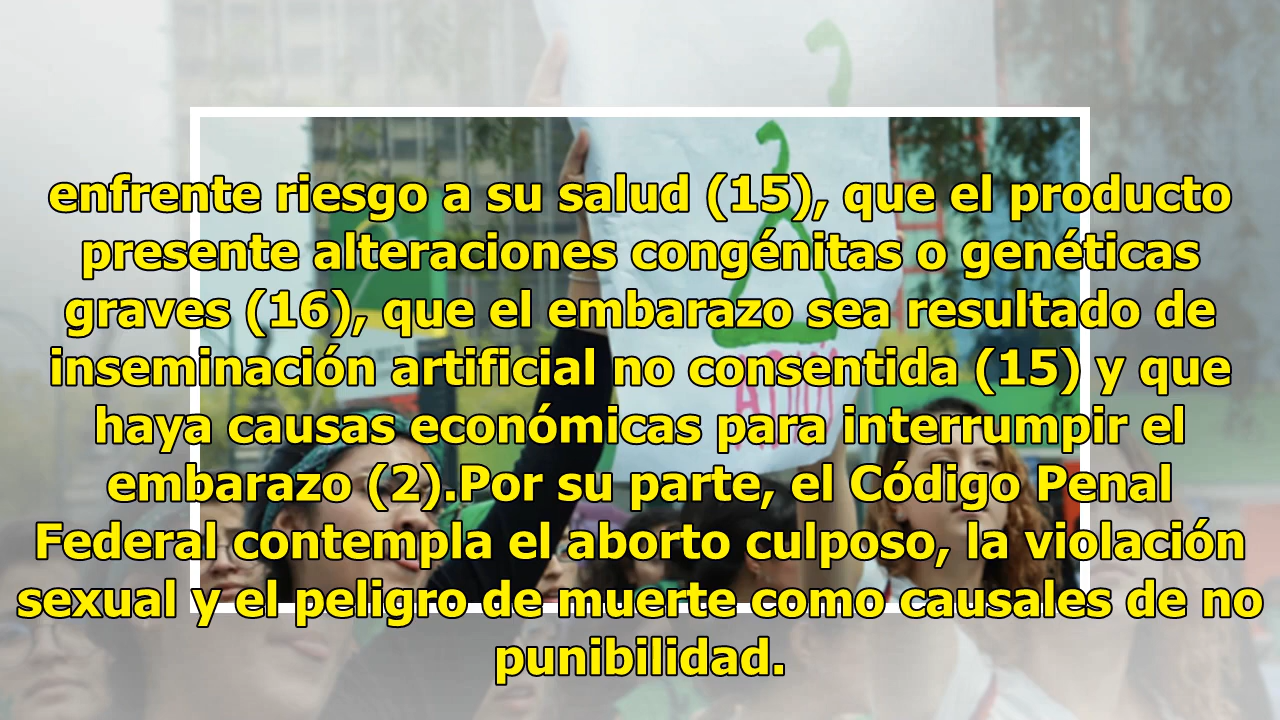 enfrente riesgo a su salud (15), que el producto
presente alteraciones congénitas o genéticas
graves (16), que el embarazo sea resultado de
inseminación artificial no consentida (15) y que
haya causas económicas para interrumpir el
embarazo (2).Por su parte, el Código Penal
Federal contempla el aborto culposo, la violación
sexual y el peligro de muerte como causales de no
punibilidad.